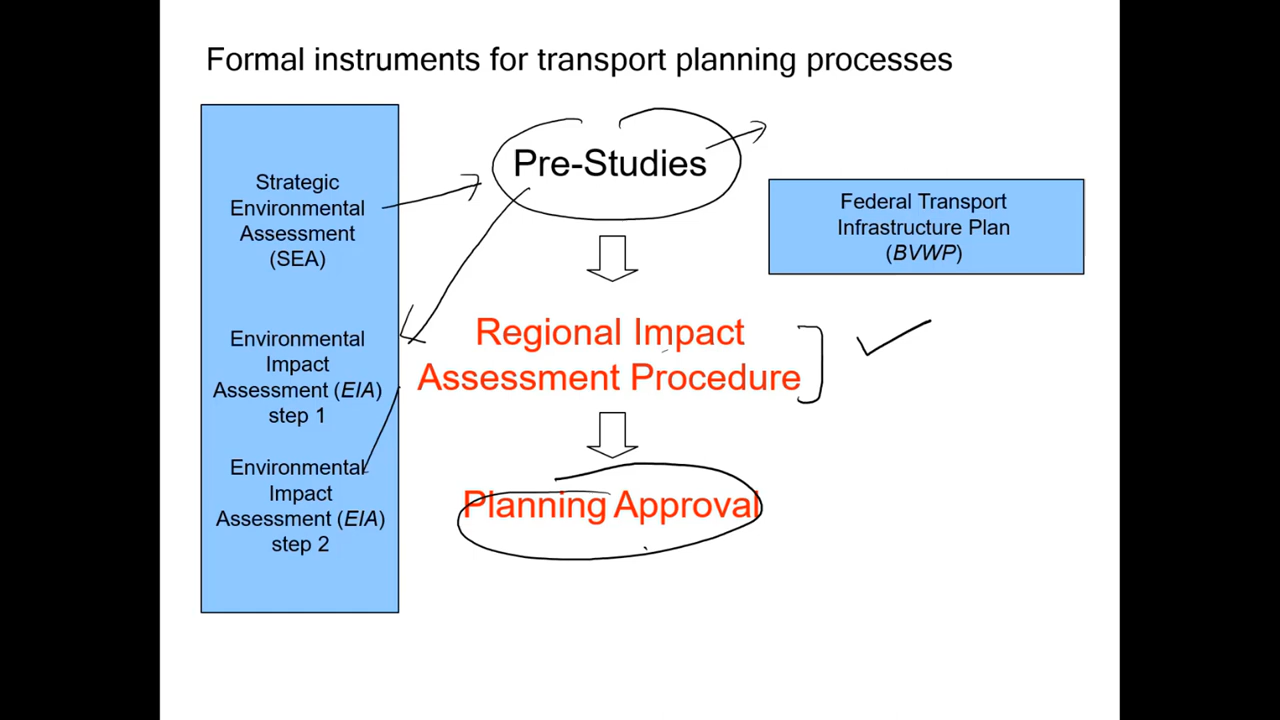 Formal instruments for transport planning processes
Strategic
Environmental
Assessment
(SEA)
Environmental
Impact
Assessment (EIA)
step 1
Environmental
Impact
Assessment (EIA)
step 2
Pre-Studies
Regional Impact
Assessment Procedure
Planning Approval
Federal Transport
Infrastructure Plan
(BVWP)